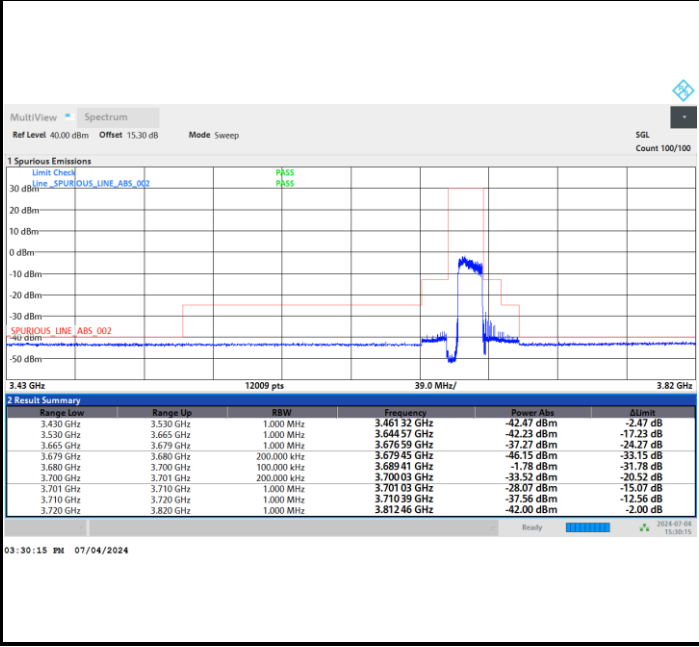 MultiView Spectrum
Ref Level 40.00 dBm Offset 15.30 dB Mode Sweep SGL
Count 100/100
1 Spurious Emissions
Limit Check PASS
Line _SPURIOUS_LINE_ABS_002 PASS
30 dBm
20 dBm
10 dBm
0 dBm
-10 dBm
-20 dBm
-30 dBm
SPURIOUS_LINE_ABS_002
-40 dBm
-50 dBm
3.43 GHz 12009 pts 39.0 MHz/ 3.82 GHz
2 Result Summary
Range Low Range Up RBW Frequency Power Abs ΔLimit
3.430 GHz 3.530 GHz 1.000 MHz 3.461 32 GHz -42.47 dBm -2.47 dB
3.530 GHz 3.665 GHz 1.000 MHz 3.644 57 GHz -42.23 dBm -17.23 dB
3.665 GHz 3.679 GHz 1.000 MHz 3.676 59 GHz -37.27 dBm -24.27 dB
3.679 GHz 3.680 GHz 200.000 kHz 3.679 45 GHz -46.15 dBm -33.15 dB
3.680 GHz 3.700 GHz 100.000 kHz 3.689 41 GHz -1.78 dBm -31.78 dB
3.700 GHz 3.701 GHz 200.000 kHz 3.700 03 GHz -33.52 dBm -20.52 dB
3.701 GHz 3.710 GHz 1.000 MHz 3.701 03 GHz -28.07 dBm -15.07 dB
3.710 GHz 3.720 GHz 1.000 MHz 3.710 39 GHz -37.56 dBm -12.56 dB
3.720 GHz 3.820 GHz 1.000 MHz 3.812 46 GHz -42.00 dBm -2.00 dB
Ready 2024-07-04
15:30:15
03:30:15 PM 07/04/2024